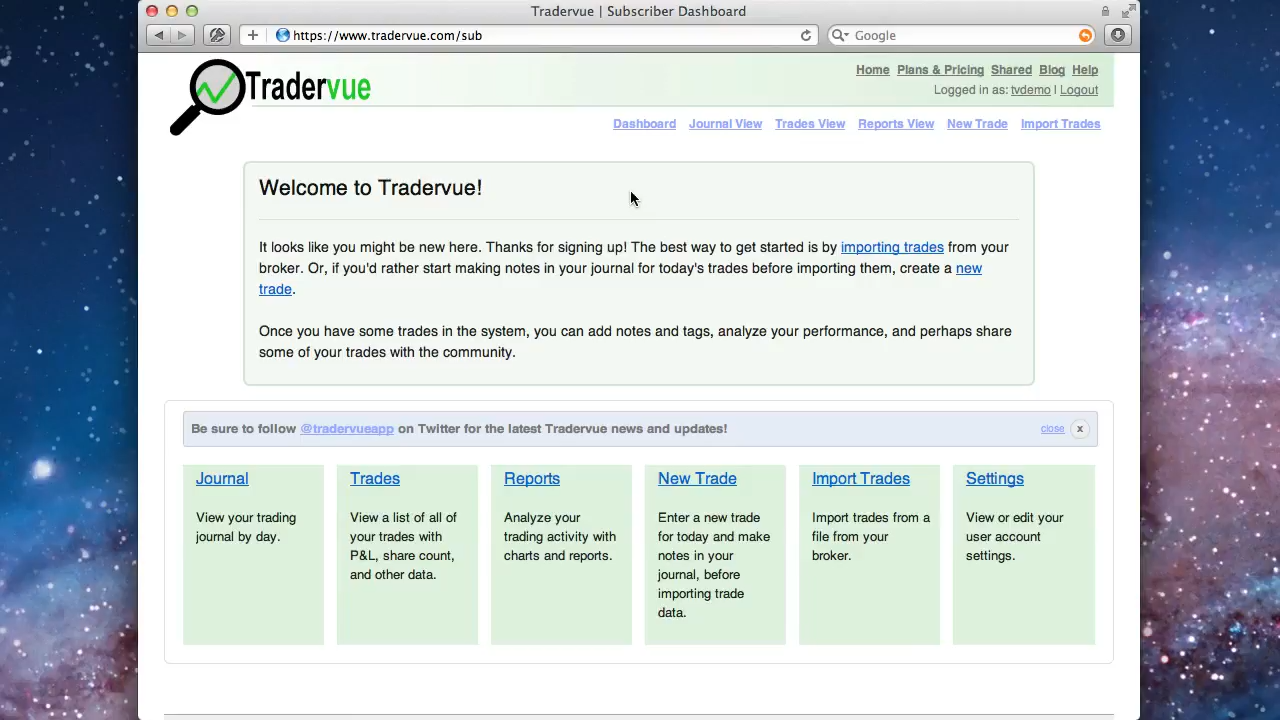 Tradervue | Subscriber Dashboard
https://www.tradervue.com/sub
Google
Tradervue
Home Plans & Pricing Shared Blog Help
Logged in as: tvdemo | Logout
Dashboard Journal View Trades View Reports View New Trade Import Trades
Welcome to Tradervue!
It looks like you might be new here. Thanks for signing up! The best way to get started is by importing trades from your
broker. Or, if you'd rather start making notes in your journal for today's trades before importing them, create a new
trade.
Once you have some trades in the system, you can add notes and tags, analyze your performance, and perhaps share
some of your trades with the community.
Be sure to follow @tradervueapp on Twitter for the latest Tradervue news and updates!
close x
Journal
View your trading
journal by day.
Trades
View a list of all of
your trades with
P&L, share count,
and other data.
Reports
Analyze your
trading activity with
charts and reports.
New Trade
Enter a new trade
for today and make
notes in your
journal, before
importing trade
data.
Import Trades
Import trades from a
file from your
broker.
Settings
View or edit your
user account
settings.